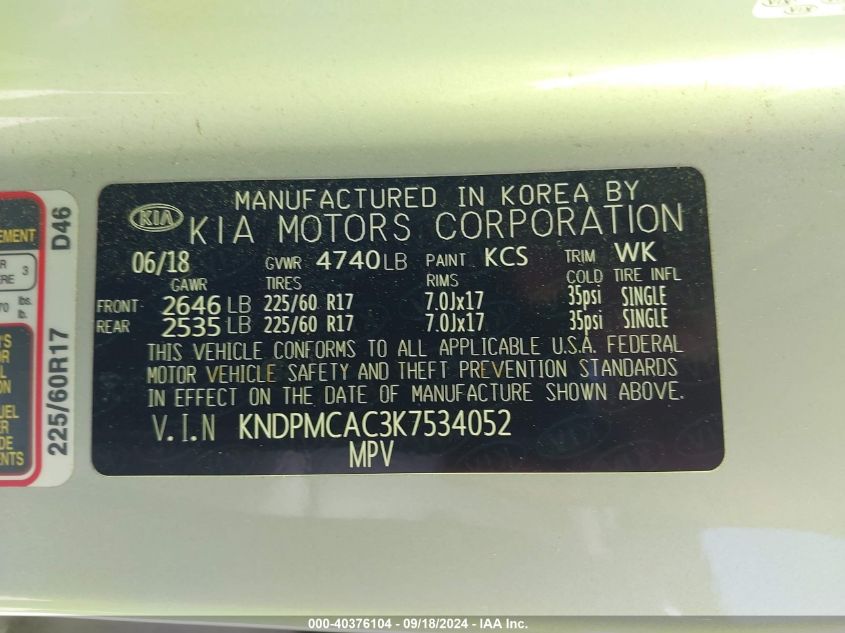 MANUFACTURED IN KOREA BY
KIA KIA MOTORS CORPORATION
06/18 GVWR 4740LB PAINT KCS TRIM WK
GAWR TIRES RIMS COLD TIRE INFL
FRONT 2646 LB 225/60 R17 7.0Jx17 35psi SINGLE
REAR 2535 LB 225/60 R17 7.0Jx17 35psi SINGLE
THIS VEHICLE CONFORMS TO ALL APPLICABLE U.S.A. FEDERAL
MOTOR VEHICLE SAFETY AND THEFT PREVENTION STANDARDS
IN EFFECT ON THE DATE OF MANUFACTURE SHOWN ABOVE.
V.I.N KNDPMCAC3K7534052
MPV
225/60R17 D46
3
lbs.
lb.
000-40376104 - 09/18/2024 - IAA Inc.